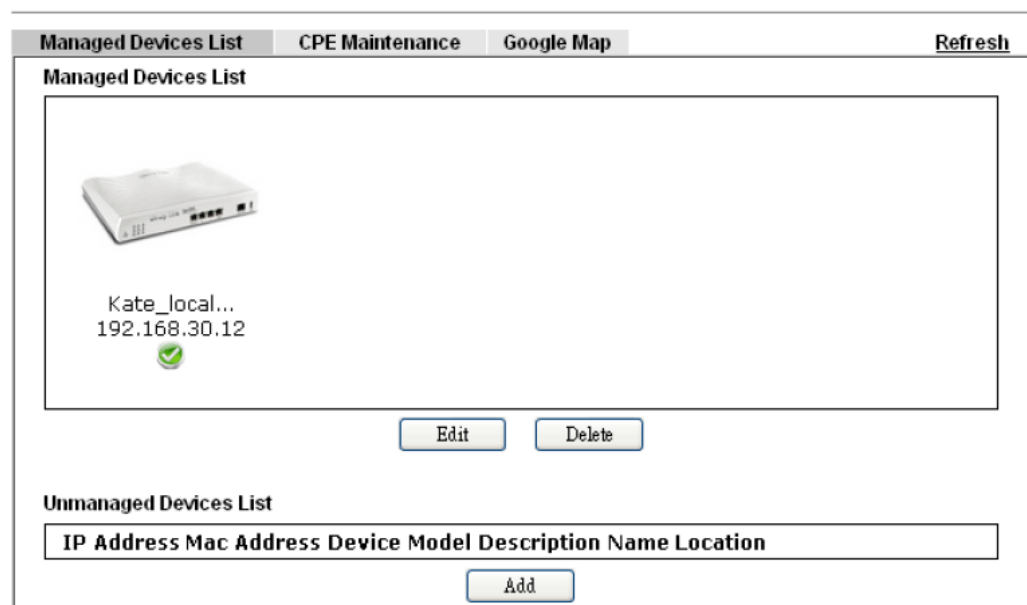 Managed Devices List CPE Maintenance Google Map Refresh
Managed Devices List
Kate_local...
192.168.30.12
Edit Delete
Unmanaged Devices List
IP Address Mac Address Device Model Description Name Location
Add